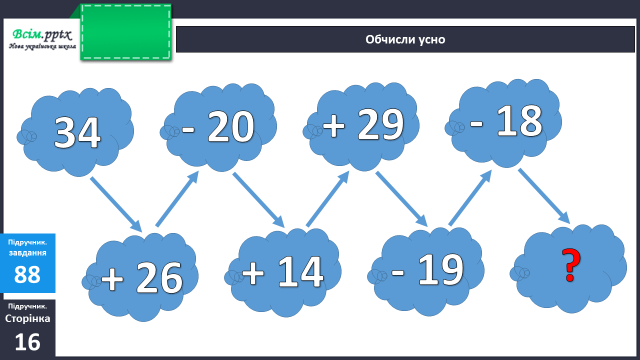 Всім.pptx
Нова українська школа
Обчисли усно
34
- 20
+ 29
- 18
+ 26
+ 14
- 19
?
Підручник.
завдання
88
Підручник.
Сторінка
16